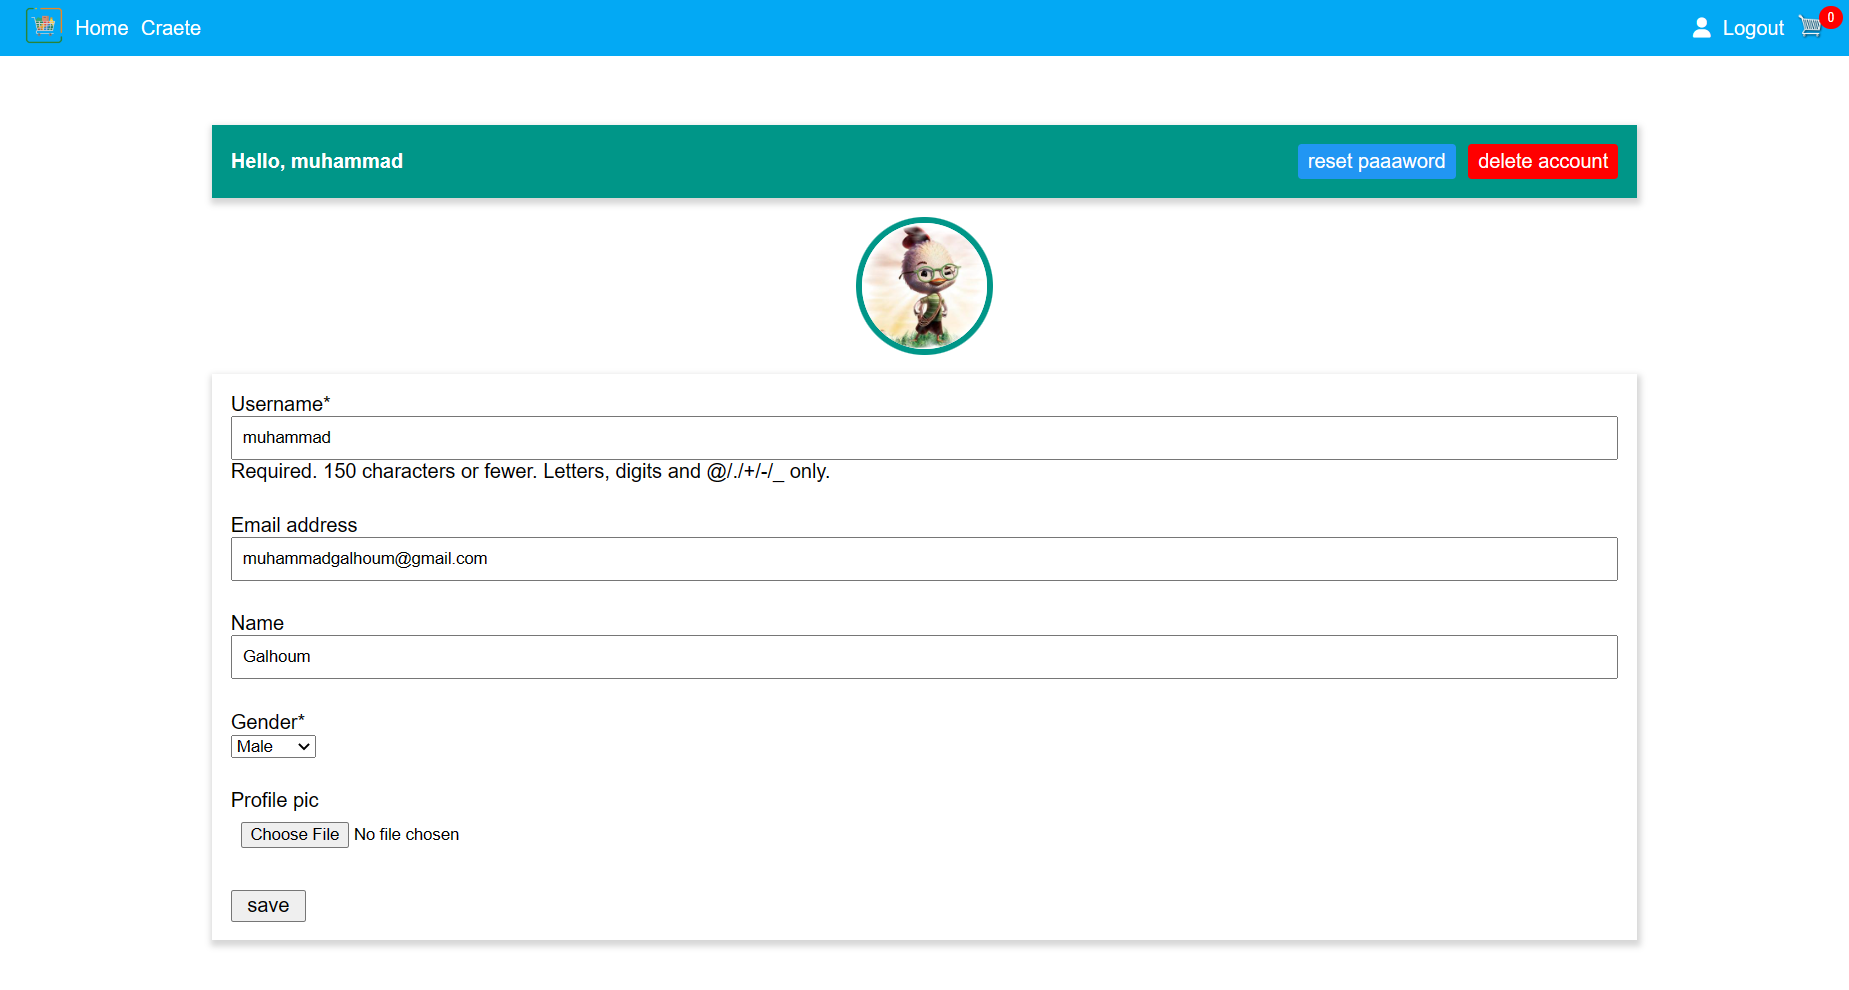 Home Craete Logout 0
Hello, muhammad reset paaaword delete account
Username*
muhammad
Required. 150 characters or fewer. Letters, digits and @/./+/-/_ only.
Email address
muhammadgalhoum@gmail.com
Name
Galhoum
Gender*
Male
Profile pic
Choose File No file chosen
save